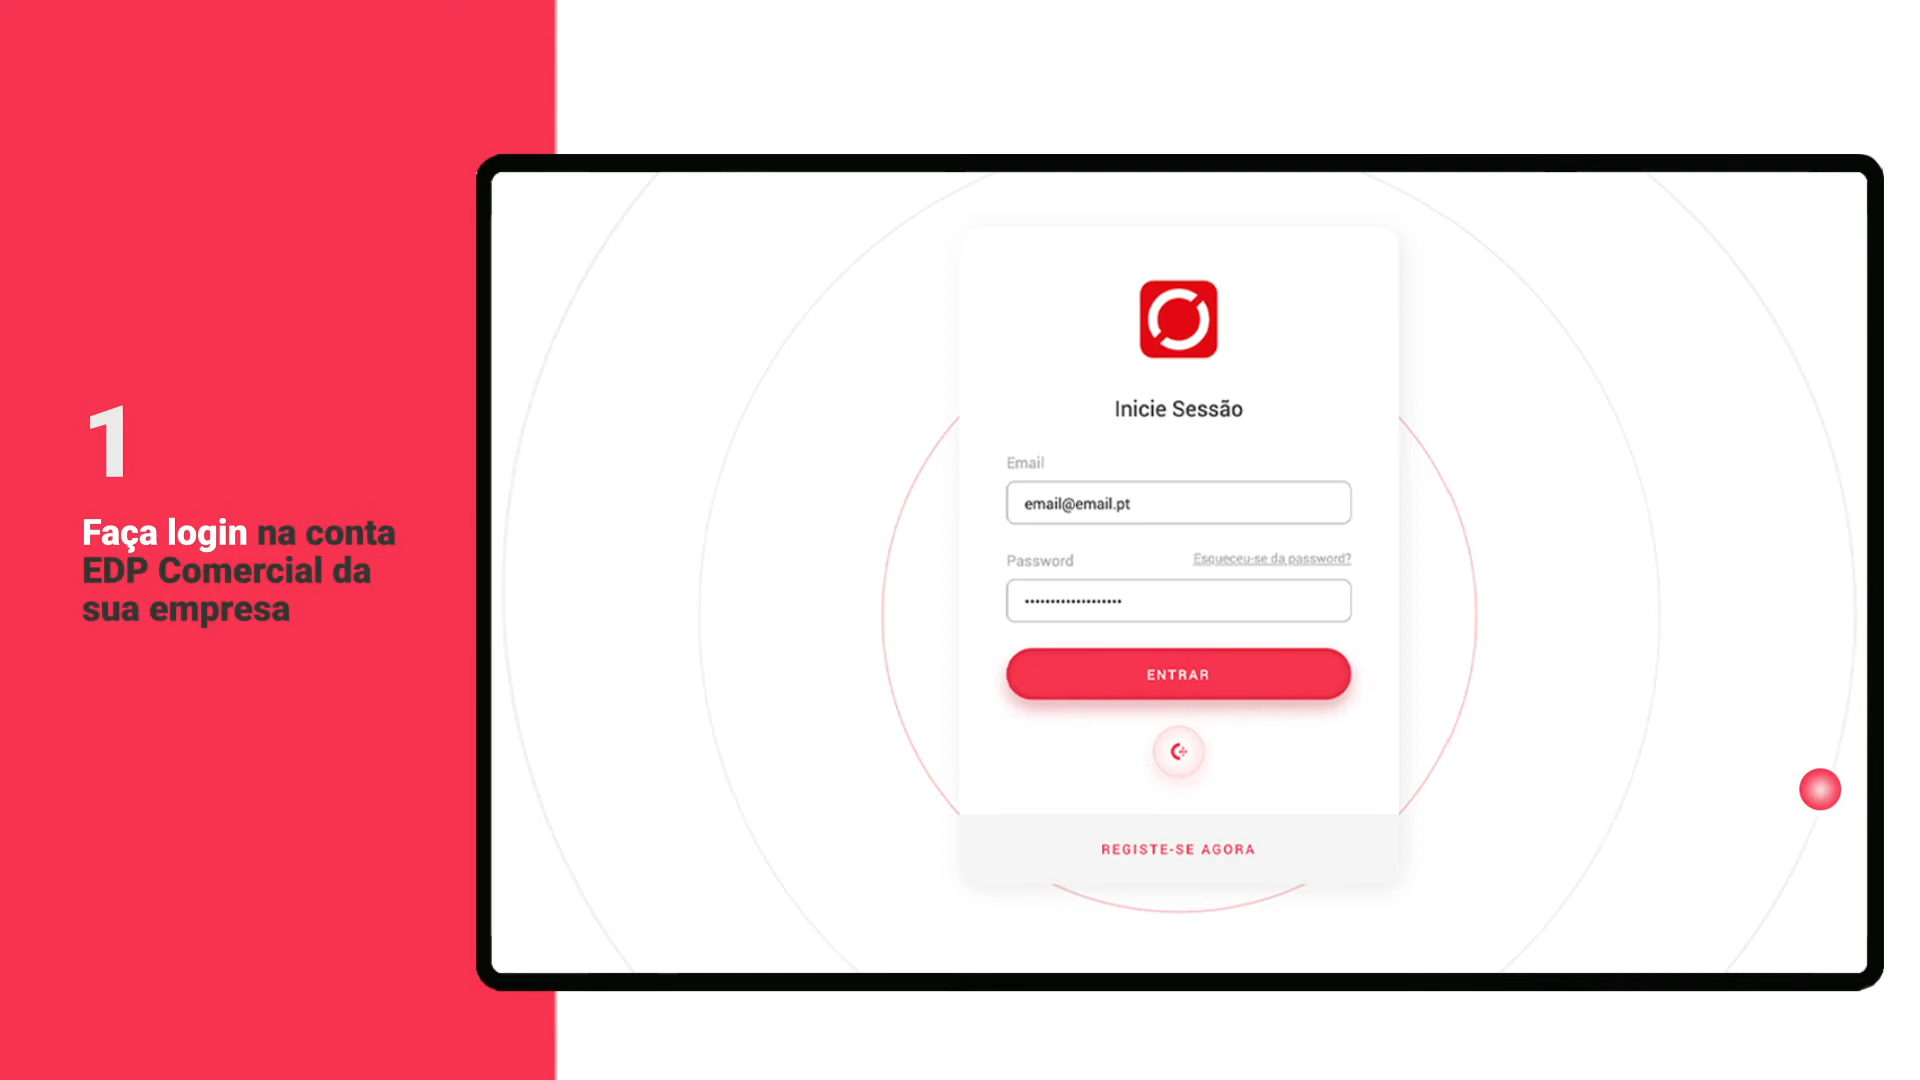 1
Faça login na conta
EDP Comercial da
sua empresa
Inicie Sessão
Email
email@email.pt
Password
Esqueceu-se da password?
•••••••••••••••••••
ENTRAR
REGISTE-SE AGORA